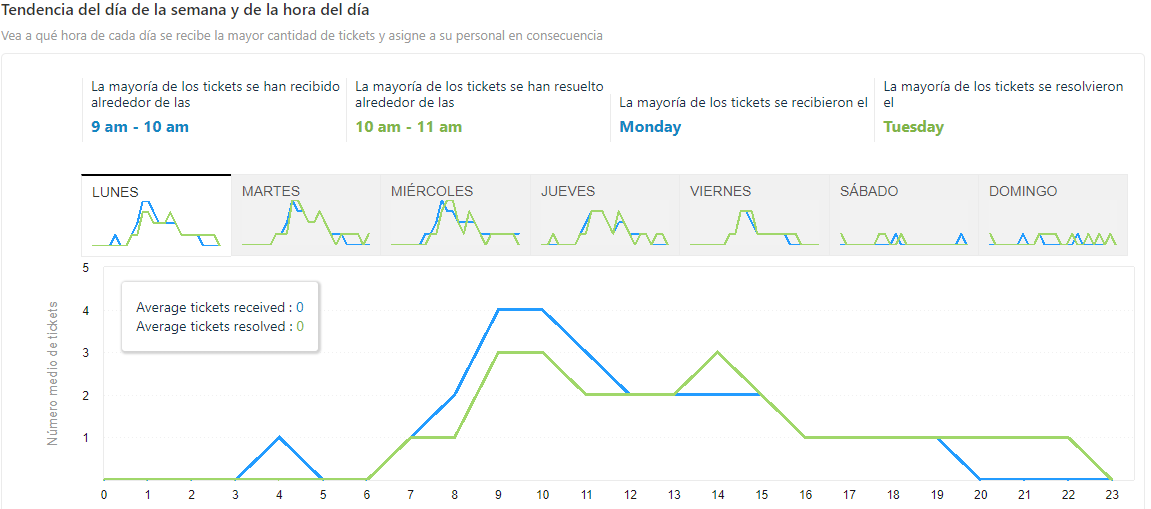 Tendencia del día de la semana y de la hora del día
Vea a qué hora de cada día se recibe la mayor cantidad de tickets y asigne a su personal en consecuencia
La mayoría de los tickets se han recibido
alrededor de las
9 am - 10 am
La mayoría de los tickets se han resuelto
alrededor de las
10 am - 11 am
La mayoría de los tickets se recibieron el
Monday
La mayoría de los tickets se resolvieron
el
Tuesday
LUNES
MARTES
MIÉRCOLES
JUEVES
VIERNES
SÁBADO
DOMINGO
Número medio de tickets
5
4
3
2
1
Average tickets received : 0
Average tickets resolved : 0
0 1 2 3 4 5 6 7 8 9 10 11 12 13 14 15 16 17 18 19 20 21 22 23